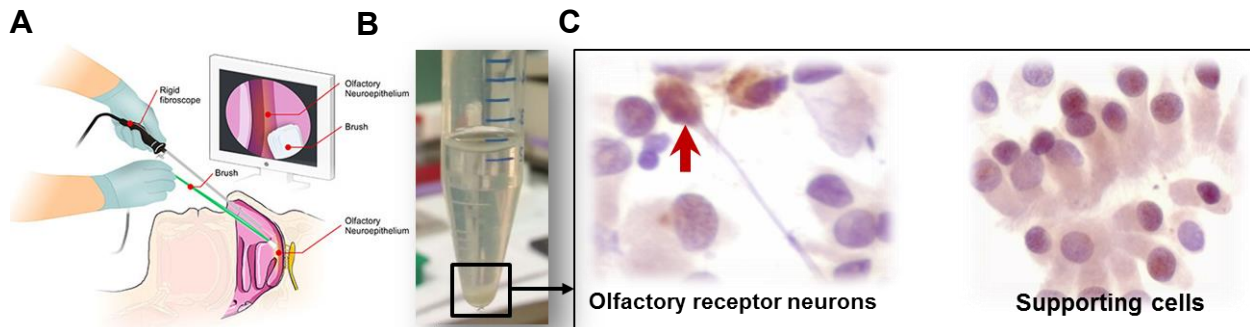 A
B
C
Rigid
fibroscope
Olfactory
Neuroepithelium
Brush
Brush
Olfactory
Neuroepithelium
Olfactory receptor neurons
Supporting cells